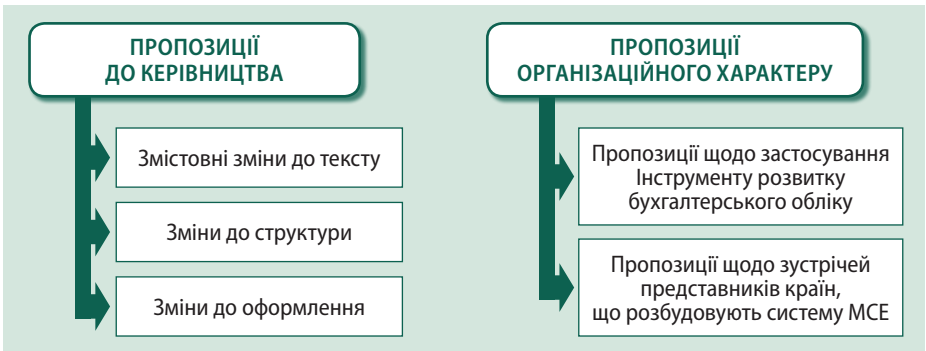 ПРОПОЗИЦІЇ
ДО КЕРІВНИЦТВА
Змістовні зміни до тексту
Зміни до структури
Зміни до оформлення
ПРОПОЗИЦІЇ
ОРГАНІЗАЦІЙНОГО ХАРАКТЕРУ
Пропозиції щодо застосування
Інструменту розвитку
бухгалтерського обліку
Пропозиції щодо зустрічей
представників країн,
що розбудовують систему МСЕ